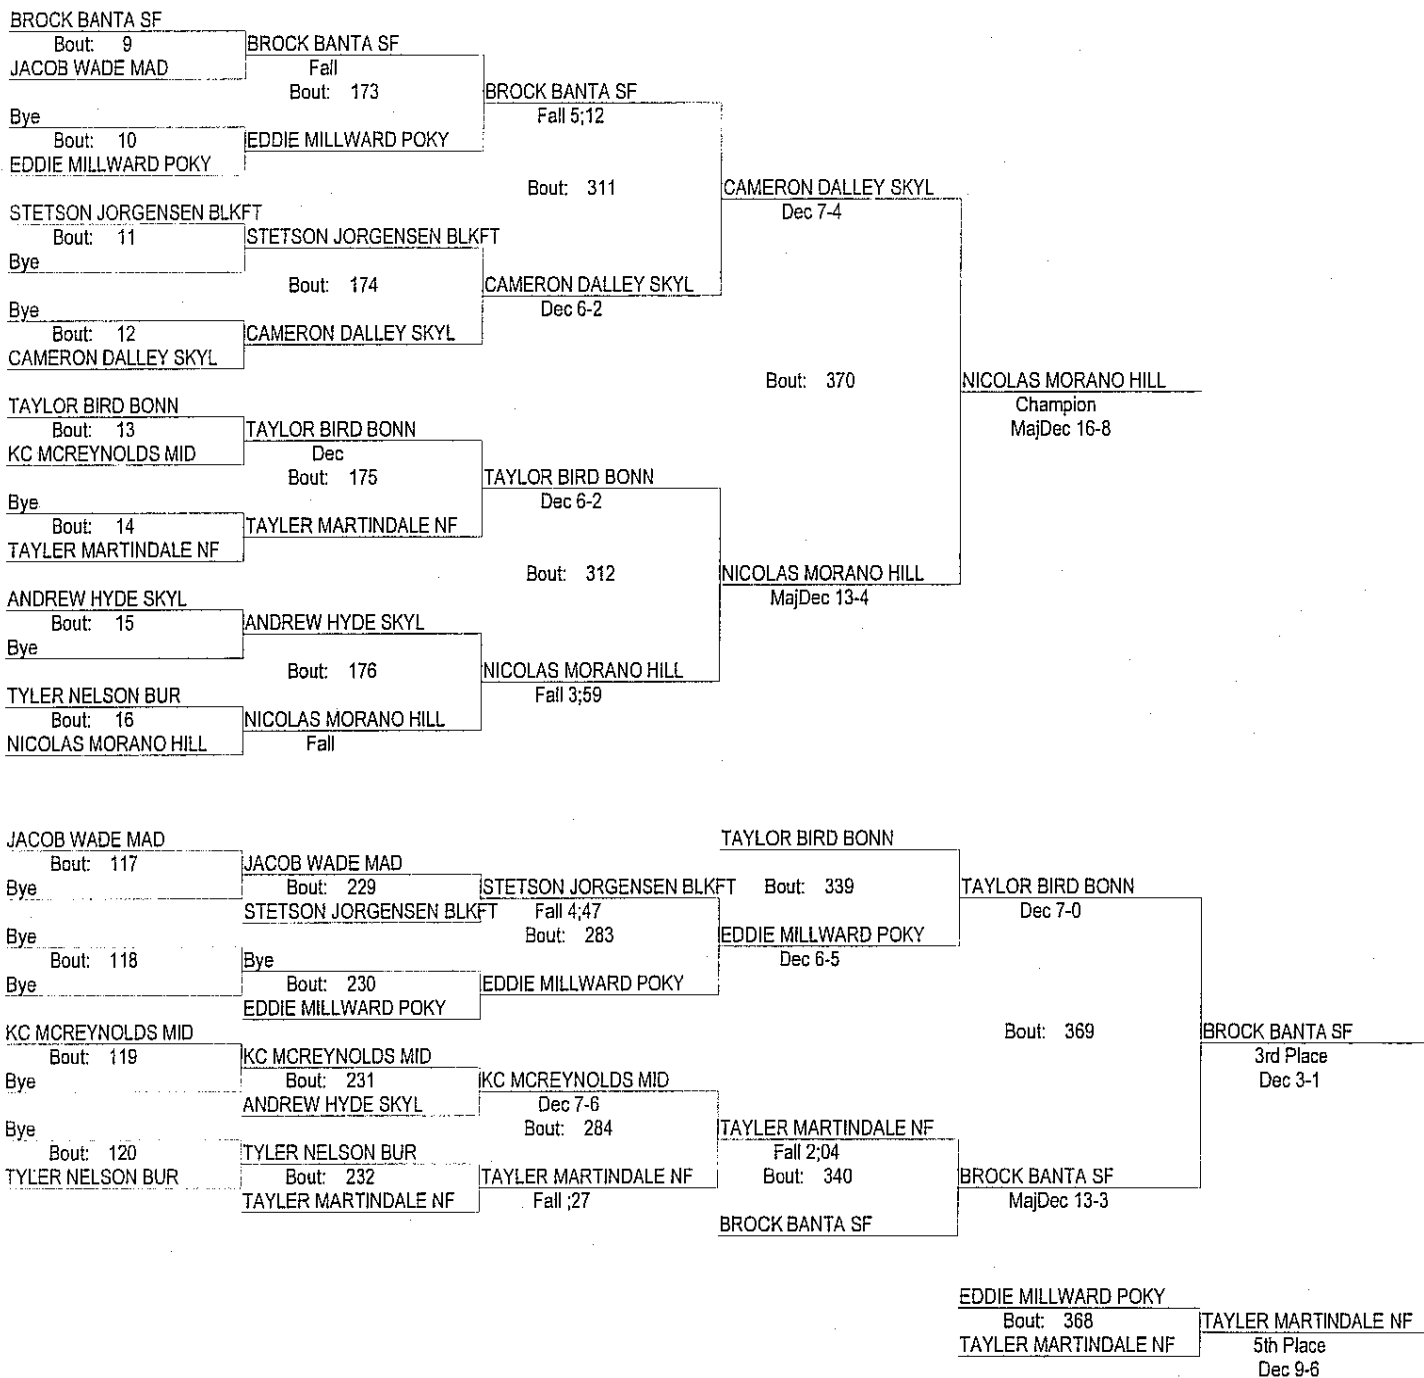 BROCK BANTA SF
Bout: 9
JACOB WADE MAD
BROCK BANTA SF
Fall
Bout: 173
Bye
Bout: 10
EDDIE MILLWARD POKY
EDDIE MILLWARD POKY
BROCK BANTA SF
Fall 5;12
Bout: 311
STETSON JORGENSEN BLKFT
Bout: 11
Bye
STETSON JORGENSEN BLKFT
Bout: 174
Bye
Bout: 12
CAMERON DALLEY SKYL
CAMERON DALLEY SKYL
CAMERON DALLEY SKYL
Dec 6-2
CAMERON DALLEY SKYL
Dec 7-4
Bout: 370
NICOLAS MORANO HILL
Champion
MajDec 16-8
TAYLOR BIRD BONN
Bout: 13
KC MCREYNOLDS MID
TAYLOR BIRD BONN
Dec
Bout: 175
Bye
Bout: 14
TAYLER MARTINDALE NF
TAYLER MARTINDALE NF
TAYLOR BIRD BONN
Dec 6-2
Bout: 312
NICOLAS MORANO HILL
MajDec 13-4
ANDREW HYDE SKYL
Bout: 15
Bye
ANDREW HYDE SKYL
Bout: 176
TYLER NELSON BUR
Bout: 16
NICOLAS MORANO HILL
NICOLAS MORANO HILL
Fall
NICOLAS MORANO HILL
Fall 3;59
JACOB WADE MAD
Bout: 117
Bye
JACOB WADE MAD
Bout: 229
STETSON JORGENSEN BLKFT
STETSON JORGENSEN BLKFT
Fall 4;47
Bout: 283
Bye
Bout: 118
Bye
Bye
Bout: 230
EDDIE MILLWARD POKY
EDDIE MILLWARD POKY
TAYLOR BIRD BONN
Bout: 339
EDDIE MILLWARD POKY
Dec 6-5
TAYLOR BIRD BONN
Dec 7-0
Bout: 369
BROCK BANTA SF
3rd Place
Dec 3-1
KC MCREYNOLDS MID
Bout: 119
Bye
KC MCREYNOLDS MID
Bout: 231
ANDREW HYDE SKYL
KC MCREYNOLDS MID
Dec 7-6
Bout: 284
Bye
Bout: 120
TYLER NELSON BUR
TYLER NELSON BUR
Bout: 232
TAYLER MARTINDALE NF
TAYLER MARTINDALE NF
Fall ;27
TAYLER MARTINDALE NF
Fall 2;04
Bout: 340
BROCK BANTA SF
BROCK BANTA SF
MajDec 13-3
EDDIE MILLWARD POKY
Bout: 368
TAYLER MARTINDALE NF
TAYLER MARTINDALE NF
5th Place
Dec 9-6